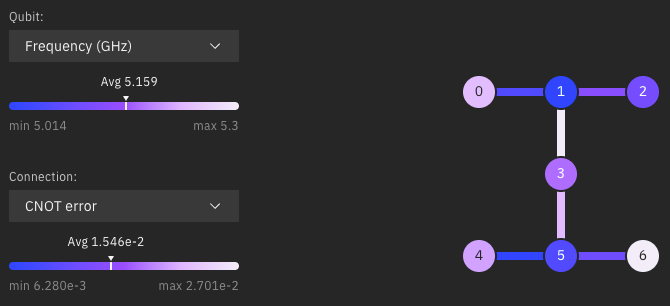 Qubit:
Frequency (GHz)
Avg 5.159
min 5.014 max 5.3
Connection:
CNOT error
Avg 1.546e-2
min 6.280e-3 max 2.701e-2
0 1 2
3
4 5 6